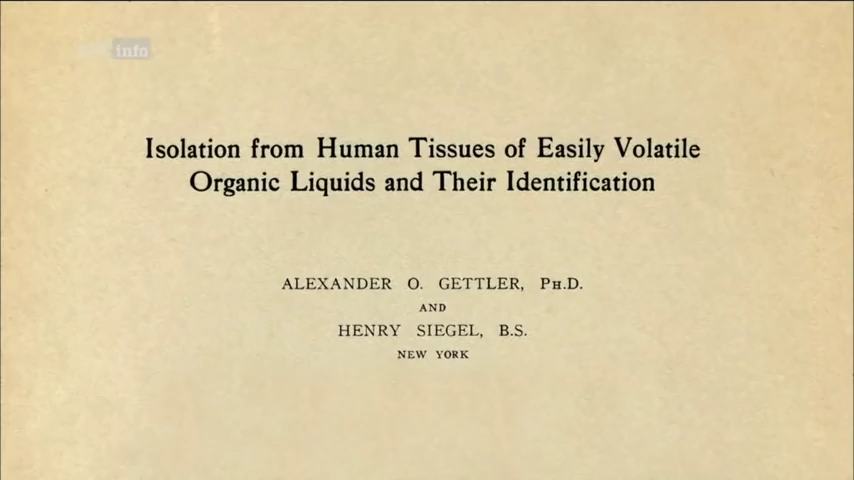 info
Isolation from Human Tissues of Easily Volatile
Organic Liquids and Their Identification
ALEXANDER O. GETTLER, PH.D.
AND
HENRY SIEGEL, B.S.
NEW YORK